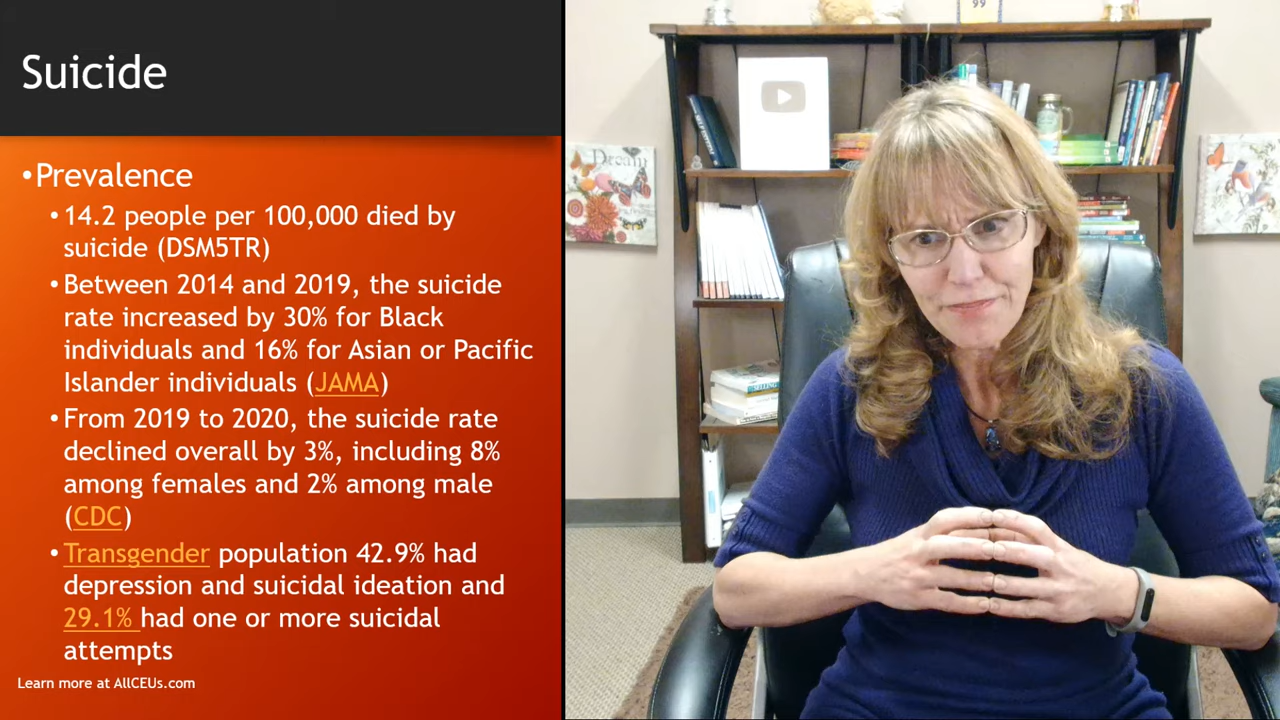 Suicide
•Prevalence
•14.2 people per 100,000 died by
suicide (DSM5TR)
•Between 2014 and 2019, the suicide
rate increased by 30% for Black
individuals and 16% for Asian or Pacific
Islander individuals (JAMA)
•From 2019 to 2020, the suicide rate
declined overall by 3%, including 8%
among females and 2% among male
(CDC)
•Transgender population 42.9% had
depression and suicidal ideation and
29.1% had one or more suicidal
attempts
Learn more at AllCEUs.com
99
Dream